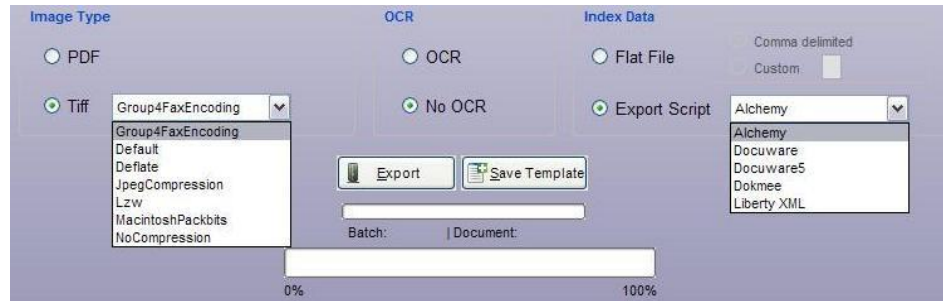 Image Type
OCR
Index Data
PDF
OCR
Flat File
Comma delimited
Custom
Tiff
Group4FaxEncoding
No OCR
Export Script
Alchemy
Group4FaxEncoding
Default
Deflate
JpegCompression
Lzw
MacintoshPackbits
NoCompression
Alchemy
Docuware
Docuware5
Dokmee
Liberty XML
Export
Save Template
Batch: | Document:
0% 100%